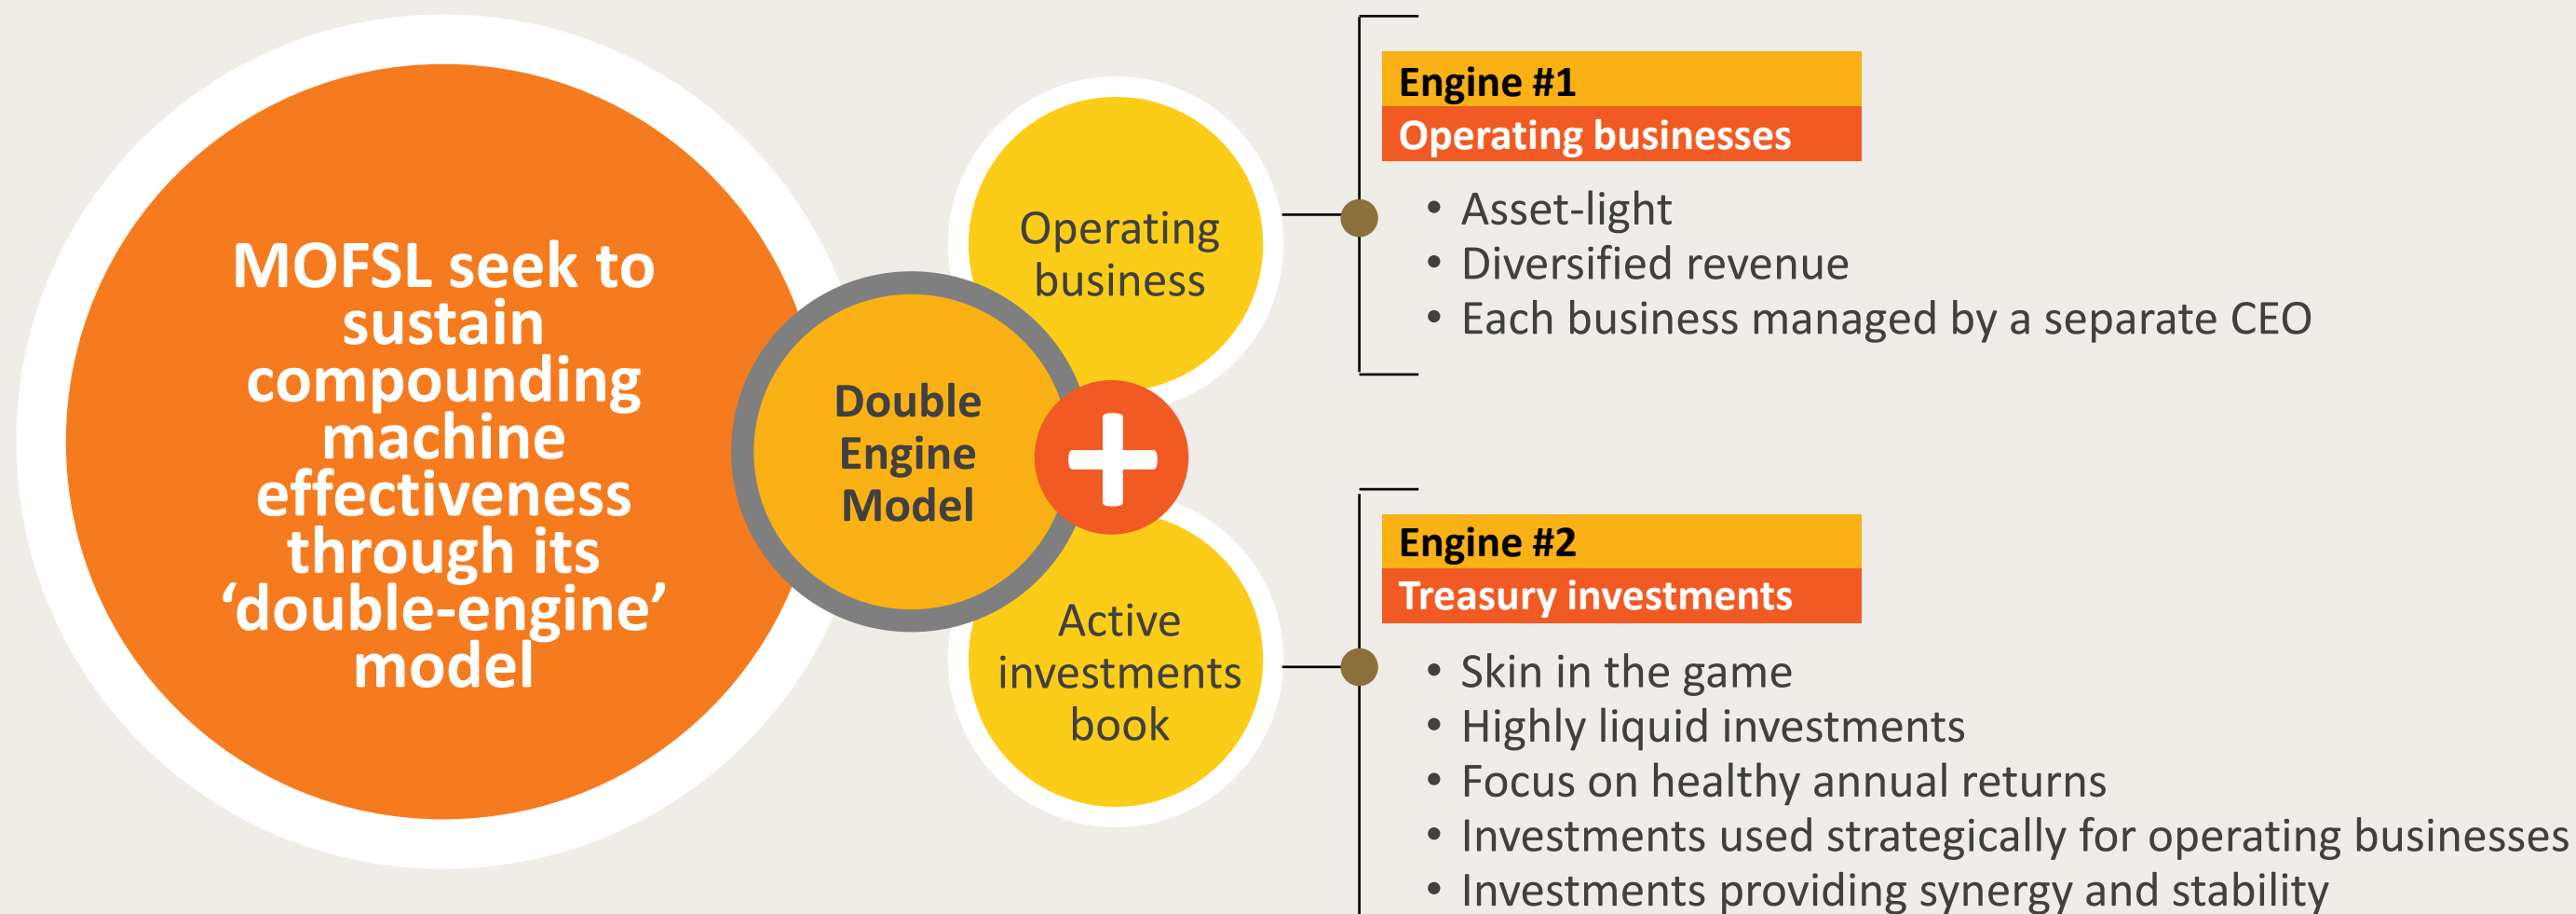 MOFSL seek to
sustain
compounding
machine
effectiveness
through its
‘double-engine’
model
Double
Engine
Model
Operating
business
Active
investments
book
Engine #1
Operating businesses
• Asset-light
• Diversified revenue
• Each business managed by a separate CEO
Engine #2
Treasury investments
• Skin in the game
• Highly liquid investments
• Focus on healthy annual returns
• Investments used strategically for operating businesses
• Investments providing synergy and stability